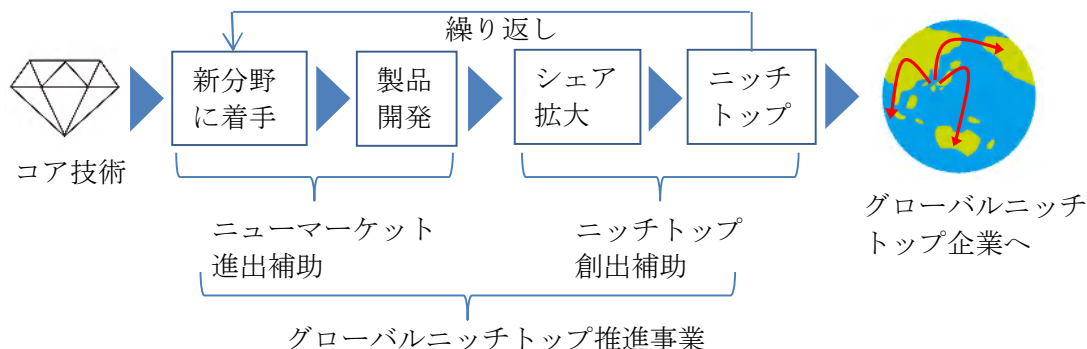 繰り返し
コア技術
新分野
に着手
製品
開発
シェア
拡大
ニッチ
トップ
グローバルニッチ
トップ企業へ
ニューマーケット
進出補助
ニッチトップ
創出補助
グローバルニッチトップ推進事業